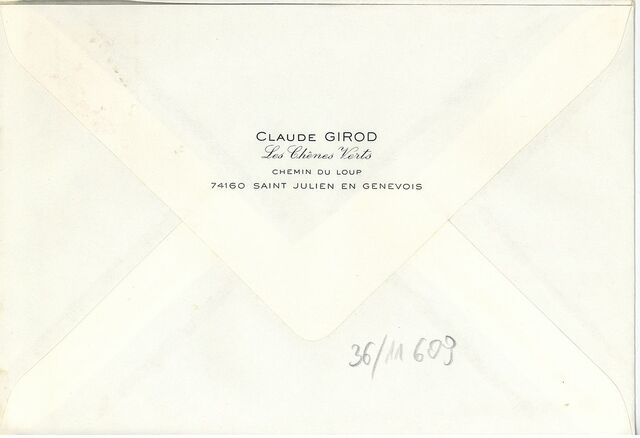 CLAUDE GIROD
Les Chênes Verts
CHEMIN DU LOUP
74160 SAINT JULIEN EN GENEVOIS
36/11 609